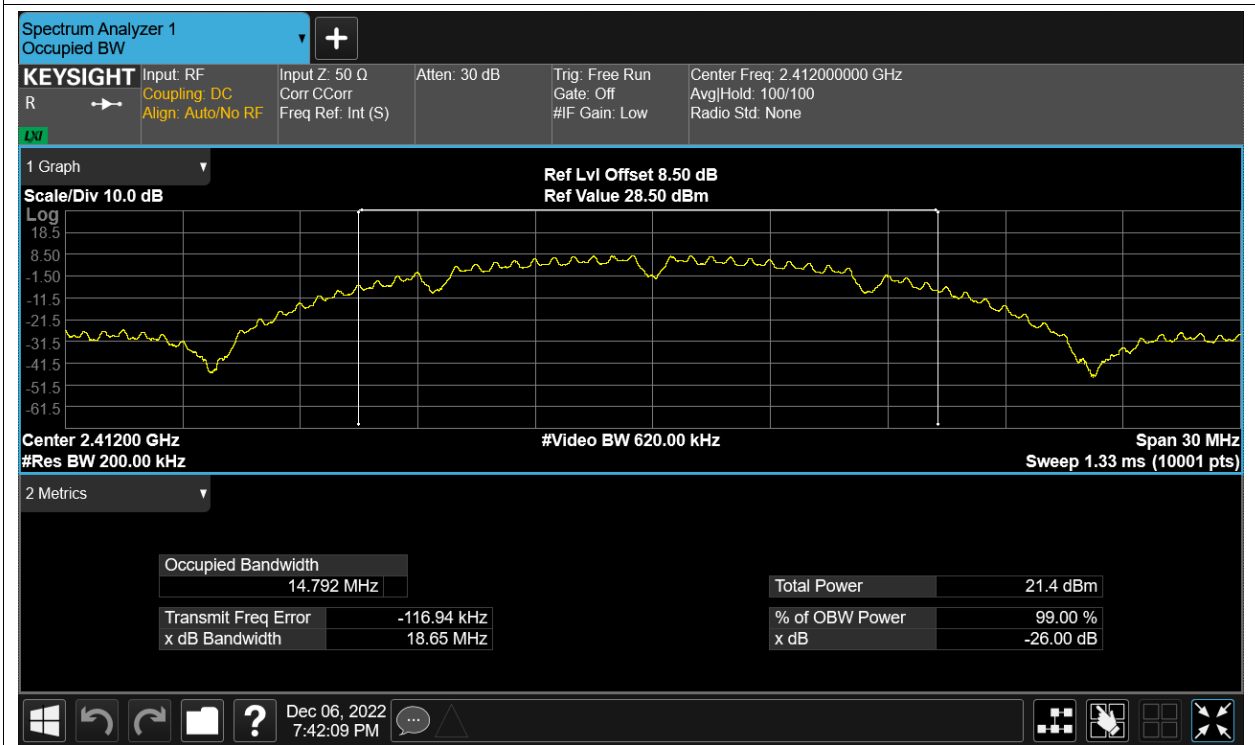 Spectrum Analyzer 1
Occupied BW
KEYSIGHT
R
LXI
Input: RF
Coupling: DC
Align: Auto/No RF
Input Z: 50 Ω
Corr CCorr
Freq Ref: Int (S)
Atten: 30 dB
Trig: Free Run
Gate: Off
#IF Gain: Low
Center Freq: 2.412000000 GHz
Avg|Hold: 100/100
Radio Std: None
1 Graph
Scale/Div 10.0 dB
Ref Lvl Offset 8.50 dB
Ref Value 28.50 dBm
Log
18.5
8.50
-1.50
-11.5
-21.5
-31.5
-41.5
-51.5
-61.5
Center 2.41200 GHz
#Video BW 620.00 kHz
Span 30 MHz
#Res BW 200.00 kHz
Sweep 1.33 ms (10001 pts)
2 Metrics
Occupied Bandwidth
14.792 MHz
Total Power 21.4 dBm
Transmit Freq Error -116.94 kHz
% of OBW Power 99.00 %
x dB Bandwidth 18.65 MHz
x dB -26.00 dB
?
Dec 06, 2022
7:42:09 PM